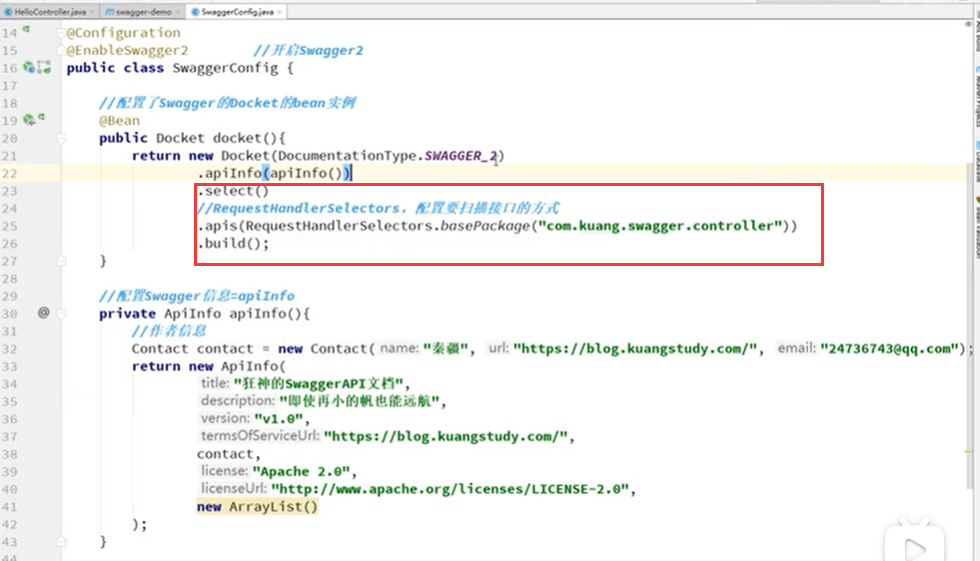 HelloController.java × swagger-demo × SwaggerConfig.java ×
14 @Configuration
15 @EnableSwagger2 //开启Swagger2
16 public class SwaggerConfig {
17
18 //配置了Swagger的Docket的bean实例
19 @Bean
20 public Docket docket(){
21 return new Docket(DocumentationType.SWAGGER_2)
22 .apiInfo(apiInfo())
23 .select()
24 //RequestHandlerSelectors，配置要扫描接口的方式
25 .apis(RequestHandlerSelectors.basePackage("com.kuang.swagger.controller"))
26 .build();
27 }
28
29 //配置Swagger信息=apiInfo
30 @ private ApiInfo apiInfo(){
31 //作者信息
32 Contact contact = new Contact( name: "秦疆", url: "https://blog.kuangstudy.com/", email: "24736743@qq.com");
33 return new ApiInfo(
34 title: "狂神的SwaggerAPI文档",
35 description: "即使再小的帆也能远航",
36 version: "v1.0",
37 termsOfServiceUrl: "https://blog.kuangstudy.com/",
38 contact,
39 license: "Apache 2.0",
40 licenseUrl: "http://www.apache.org/licenses/LICENSE-2.0",
41 new ArrayList()
42 );
43 }
44